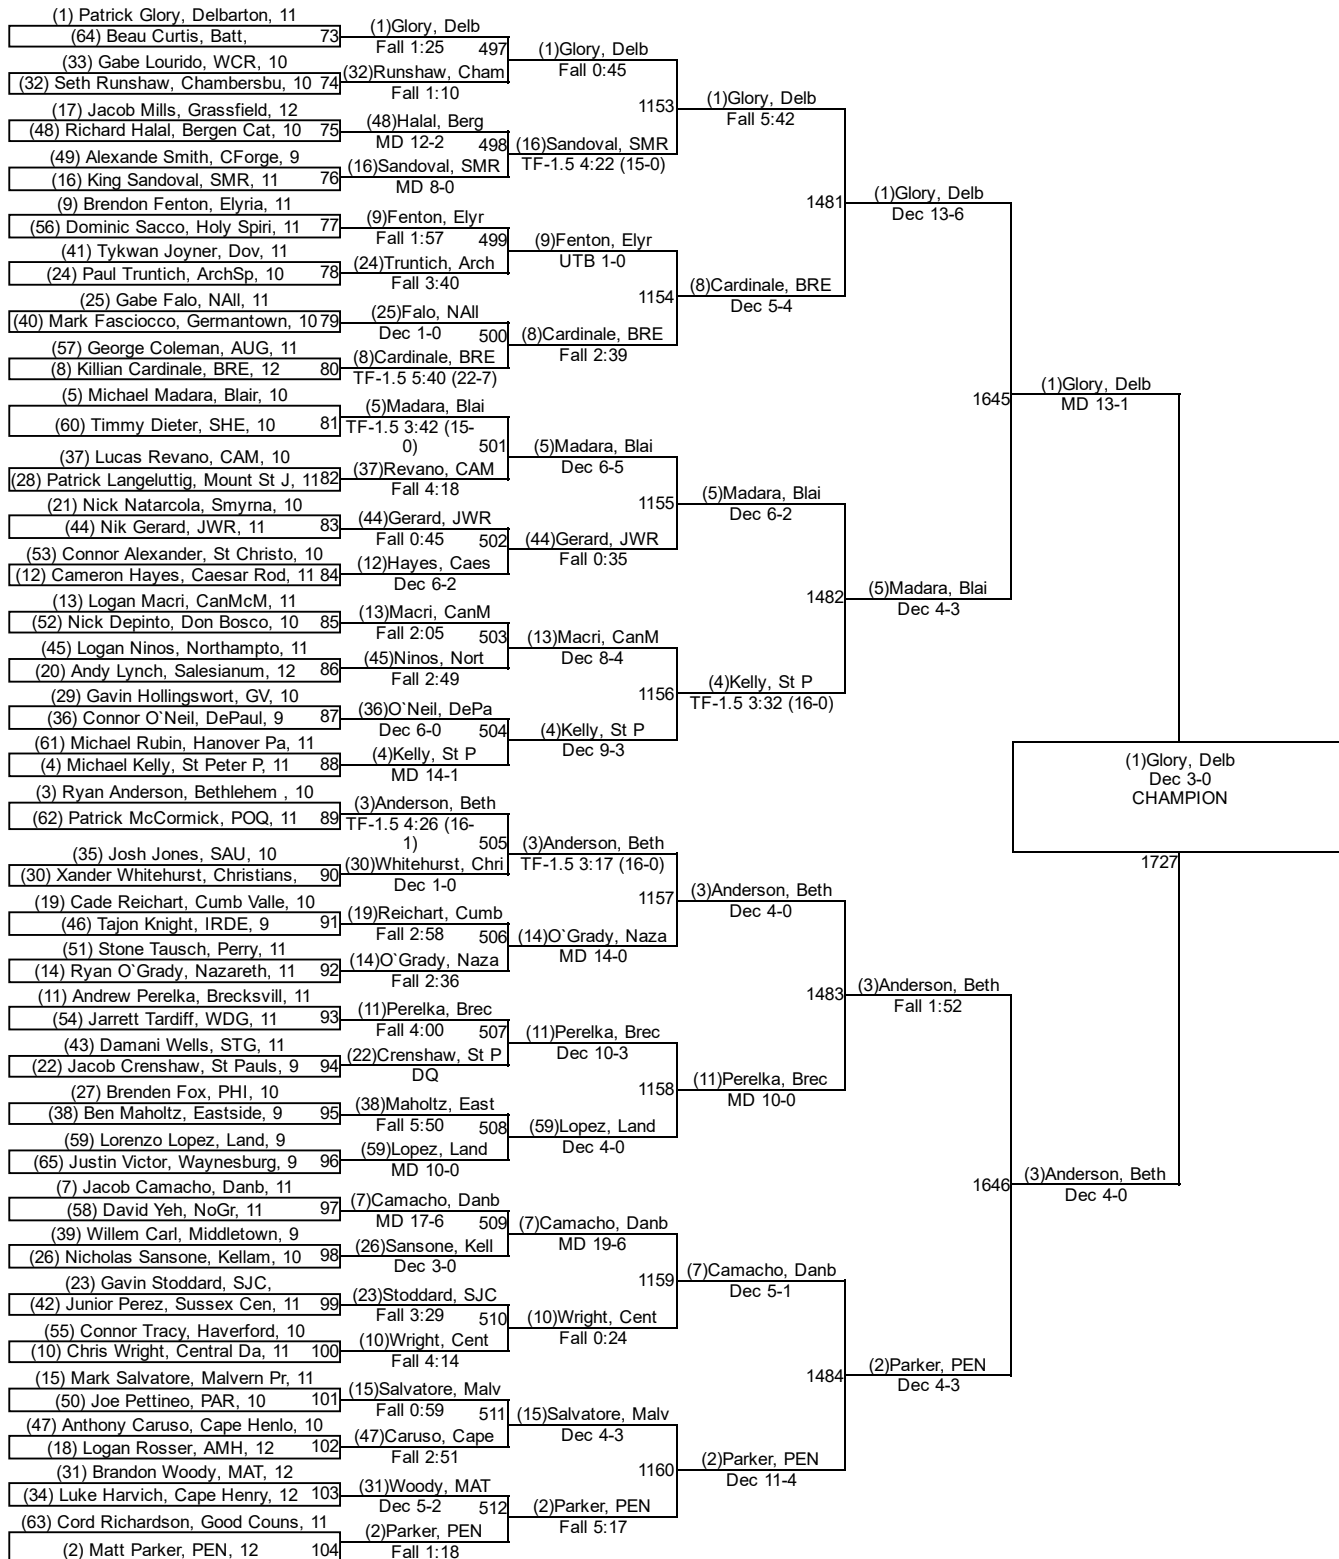 (1) Patrick Glory, Delbarton, 11
(64) Beau Curtis, Batt, 73
(33) Gabe Lourido, WCR, 10
(32) Seth Runshaw, Chambersbu, 10 74
(17) Jacob Mills, Grassfield, 12
(48) Richard Halal, Bergen Cat, 10 75
(49) Alexande Smith, CForge, 9
(16) King Sandoval, SMR, 11 76
(9) Brendon Fenton, Elyria, 11
(56) Dominic Sacco, Holy Spiri, 11 77
(41) Tykwan Joyner, Dov, 11
(24) Paul Truntich, ArchSp, 10 78
(25) Gabe Falo, NAll, 11
(40) Mark Fasciocco, Germantown, 10 79
(57) George Coleman, AUG, 11
(8) Killian Cardinale, BRE, 12 80
(5) Michael Madara, Blair, 10
(60) Timmy Dieter, SHE, 10 81
(37) Lucas Revano, CAM, 10
(28) Patrick Langeluttig, Mount St J, 11 82
(21) Nick Natarcola, Smyrna, 10
(44) Nik Gerard, JWR, 11 83
(53) Connor Alexander, St Christo, 10
(12) Cameron Hayes, Caesar Rod, 11 84
(13) Logan Macri, CanMcM, 11
(52) Nick Depinto, Don Bosco, 10 85
(45) Logan Ninos, Northampto, 11
(20) Andy Lynch, Salesianum, 12 86
(29) Gavin Hollingswort, GV, 10
(36) Connor O`Neil, DePaul, 9 87
(61) Michael Rubin, Hanover Pa, 11
(4) Michael Kelly, St Peter P, 11 88
(3) Ryan Anderson, Bethlehem , 10
(62) Patrick McCormick, POQ, 11 89
(35) Josh Jones, SAU, 10
(30) Xander Whitehurst, Christians, 90
(19) Cade Reichart, Cumb Valle, 10
(46) Tajon Knight, IRDE, 9 91
(51) Stone Tausch, Perry, 11
(14) Ryan O`Grady, Nazareth, 11 92
(11) Andrew Perelka, Brecksvill, 11
(54) Jarrett Tardiff, WDG, 11 93
(43) Damani Wells, STG, 11
(22) Jacob Crenshaw, St Pauls, 9 94
(27) Brenden Fox, PHI, 10
(38) Ben Maholtz, Eastside, 9 95
(59) Lorenzo Lopez, Land, 9
(65) Justin Victor, Waynesburg, 9 96
(7) Jacob Camacho, Danb, 11
(58) David Yeh, NoGr, 11 97
(39) Willem Carl, Middletown, 9
(26) Nicholas Sansone, Kellam, 10 98
(23) Gavin Stoddard, SJC,
(42) Junior Perez, Sussex Cen, 11 99
(55) Connor Tracy, Haverford, 10
(10) Chris Wright, Central Da, 11 100
(15) Mark Salvatore, Malvern Pr, 11
(50) Joe Pettineo, PAR, 10 101
(47) Anthony Caruso, Cape Henlo, 10
(18) Logan Rosser, AMH, 12 102
(31) Brandon Woody, MAT, 12
(34) Luke Harvich, Cape Henry, 12 103
(63) Cord Richardson, Good Couns, 11
(2) Matt Parker, PEN, 12 104
(1)Glory, Delb
Fall 1:25
497
(32)Runshaw, Cham
Fall 1:10
(48)Halal, Berg
MD 12-2
498
(16)Sandoval, SMR
MD 8-0
(9)Fenton, Elyr
Fall 1:57
499
(24)Truntich, Arch
Fall 3:40
(25)Falo, NAll
Dec 1-0
500
(8)Cardinale, BRE
TF-1.5 5:40 (22-7)
(5)Madara, Blai
TF-1.5 3:42 (15-
0)
501
(37)Revano, CAM
Fall 4:18
(44)Gerard, JWR
Fall 0:45
502
(12)Hayes, Caes
Dec 6-2
(13)Macri, CanM
Fall 2:05
503
(45)Ninos, Nort
Fall 2:49
(36)O`Neil, DePa
Dec 6-0
504
(4)Kelly, St P
MD 14-1
(3)Anderson, Beth
TF-1.5 4:26 (16-
1)
505
(30)Whitehurst, Chri
Dec 1-0
(19)Reichart, Cumb
Fall 2:58
506
(14)O`Grady, Naza
Fall 2:36
(11)Perelka, Brec
Fall 4:00
507
(22)Crenshaw, St P
DQ
(38)Maholtz, East
Fall 5:50
508
(59)Lopez, Land
MD 10-0
(7)Camacho, Danb
MD 17-6
509
(26)Sansone, Kell
Dec 3-0
(23)Stoddard, SJC
Fall 3:29
510
(10)Wright, Cent
Fall 4:14
(15)Salvatore, Malv
Fall 0:59
511
(47)Caruso, Cape
Fall 2:51
(31)Woody, MAT
Dec 5-2
512
(2)Parker, PEN
Fall 1:18
(1)Glory, Delb
Fall 0:45
1153
(16)Sandoval, SMR
TF-1.5 4:22 (15-0)
(9)Fenton, Elyr
UTB 1-0
1154
(8)Cardinale, BRE
Fall 2:39
(5)Madara, Blai
Dec 6-5
1155
(44)Gerard, JWR
Fall 0:35
(13)Macri, CanM
Dec 8-4
1156
(4)Kelly, St P
Dec 9-3
(3)Anderson, Beth
TF-1.5 3:17 (16-0)
1157
(14)O`Grady, Naza
MD 14-0
(11)Perelka, Brec
Dec 10-3
1158
(59)Lopez, Land
Dec 4-0
(7)Camacho, Danb
MD 19-6
1159
(10)Wright, Cent
Fall 0:24
(15)Salvatore, Malv
Dec 4-3
1160
(2)Parker, PEN
Fall 5:17
(1)Glory, Delb
Fall 5:42
1481
(8)Cardinale, BRE
Dec 5-4
(5)Madara, Blai
Dec 6-2
1482
(4)Kelly, St P
TF-1.5 3:32 (16-0)
(3)Anderson, Beth
Dec 4-0
1483
(11)Perelka, Brec
MD 10-0
(7)Camacho, Danb
Dec 5-1
1484
(2)Parker, PEN
Dec 11-4
(1)Glory, Delb
Dec 13-6
1645
(5)Madara, Blai
Dec 4-3
(3)Anderson, Beth
Fall 1:52
1646
(2)Parker, PEN
Dec 4-3
(1)Glory, Delb
MD 13-1
(3)Anderson, Beth
Dec 4-0
(1)Glory, Delb
Dec 3-0
CHAMPION
1727